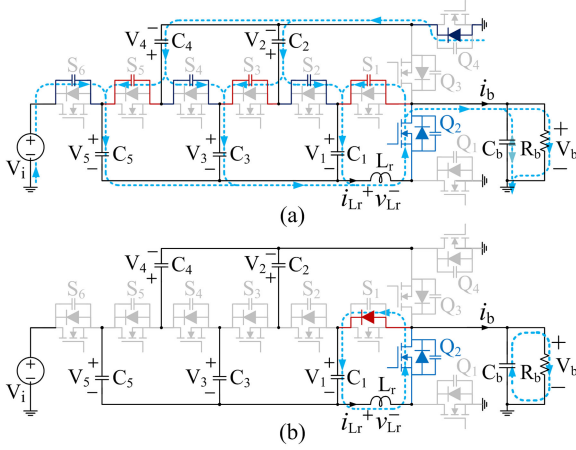 V4 − + C4 V2 − + C2 Q4
S6 S5 S4 S3 S2 S1 Q3
ib
Vi + − V5 + − C5 V3 + − C3 V1 + − C1 Q2 Lr Q1 Cb Rb + Vb −
iLr + vLr −
(a)
V4 − + C4 V2 − + C2 Q4
S6 S5 S4 S3 S2 S1 Q3
ib
Vi + − V5 + − C5 V3 + − C3 V1 + − C1 Q2 Lr Q1 Cb Rb + Vb −
iLr + vLr −
(b)